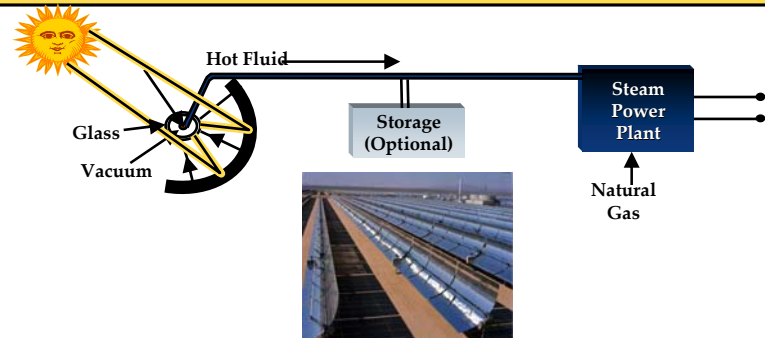 Hot Fluid
Glass
Vacuum
Storage
(Optional)
Steam
Power
Plant
Natural
Gas